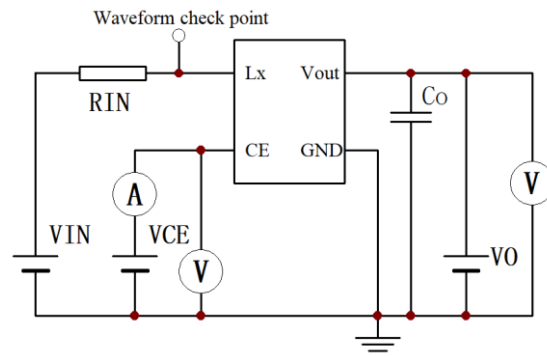 Waveform check point
Lx
Vout
RIN
CO
CE
GND
A
V
VIN
VCE
V
VO